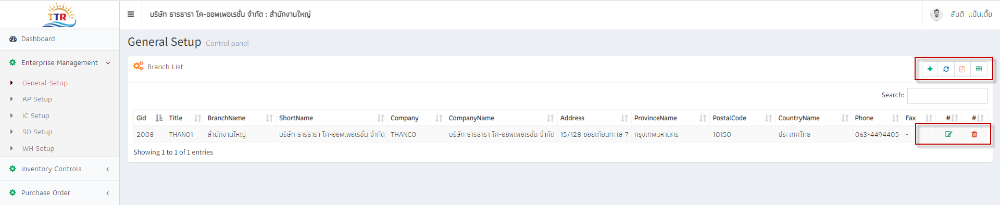 TTR
บริษัท ธารธารา โค-ออพเพอเรชั่น จำกัด : สำนักงานใหญ่
สันติ แป้นเตี้ย
Dashboard
Enterprise Management
General Setup
AP Setup
IC Setup
SO Setup
WH Setup
Inventory Controls
Purchase Order
General Setup Control panel
Branch List
Search:
Gid Title BranchName ShortName Company CompanyName Address ProvinceName PostalCode CountryName Phone Fax # #
2008 THAN01 สำนักงานใหญ่ บริษัท ธารธารา โค-ออพเพอเรชั่น จำกัด THANCO บริษัท ธารธารา โค-ออพเพอเรชั่น จำกัด 15/128 ซอยเทียนทะเล 7 กรุงเทพมหานคร 10150 ประเทศไทย 063-4494405 -
Showing 1 to 1 of 1 entries